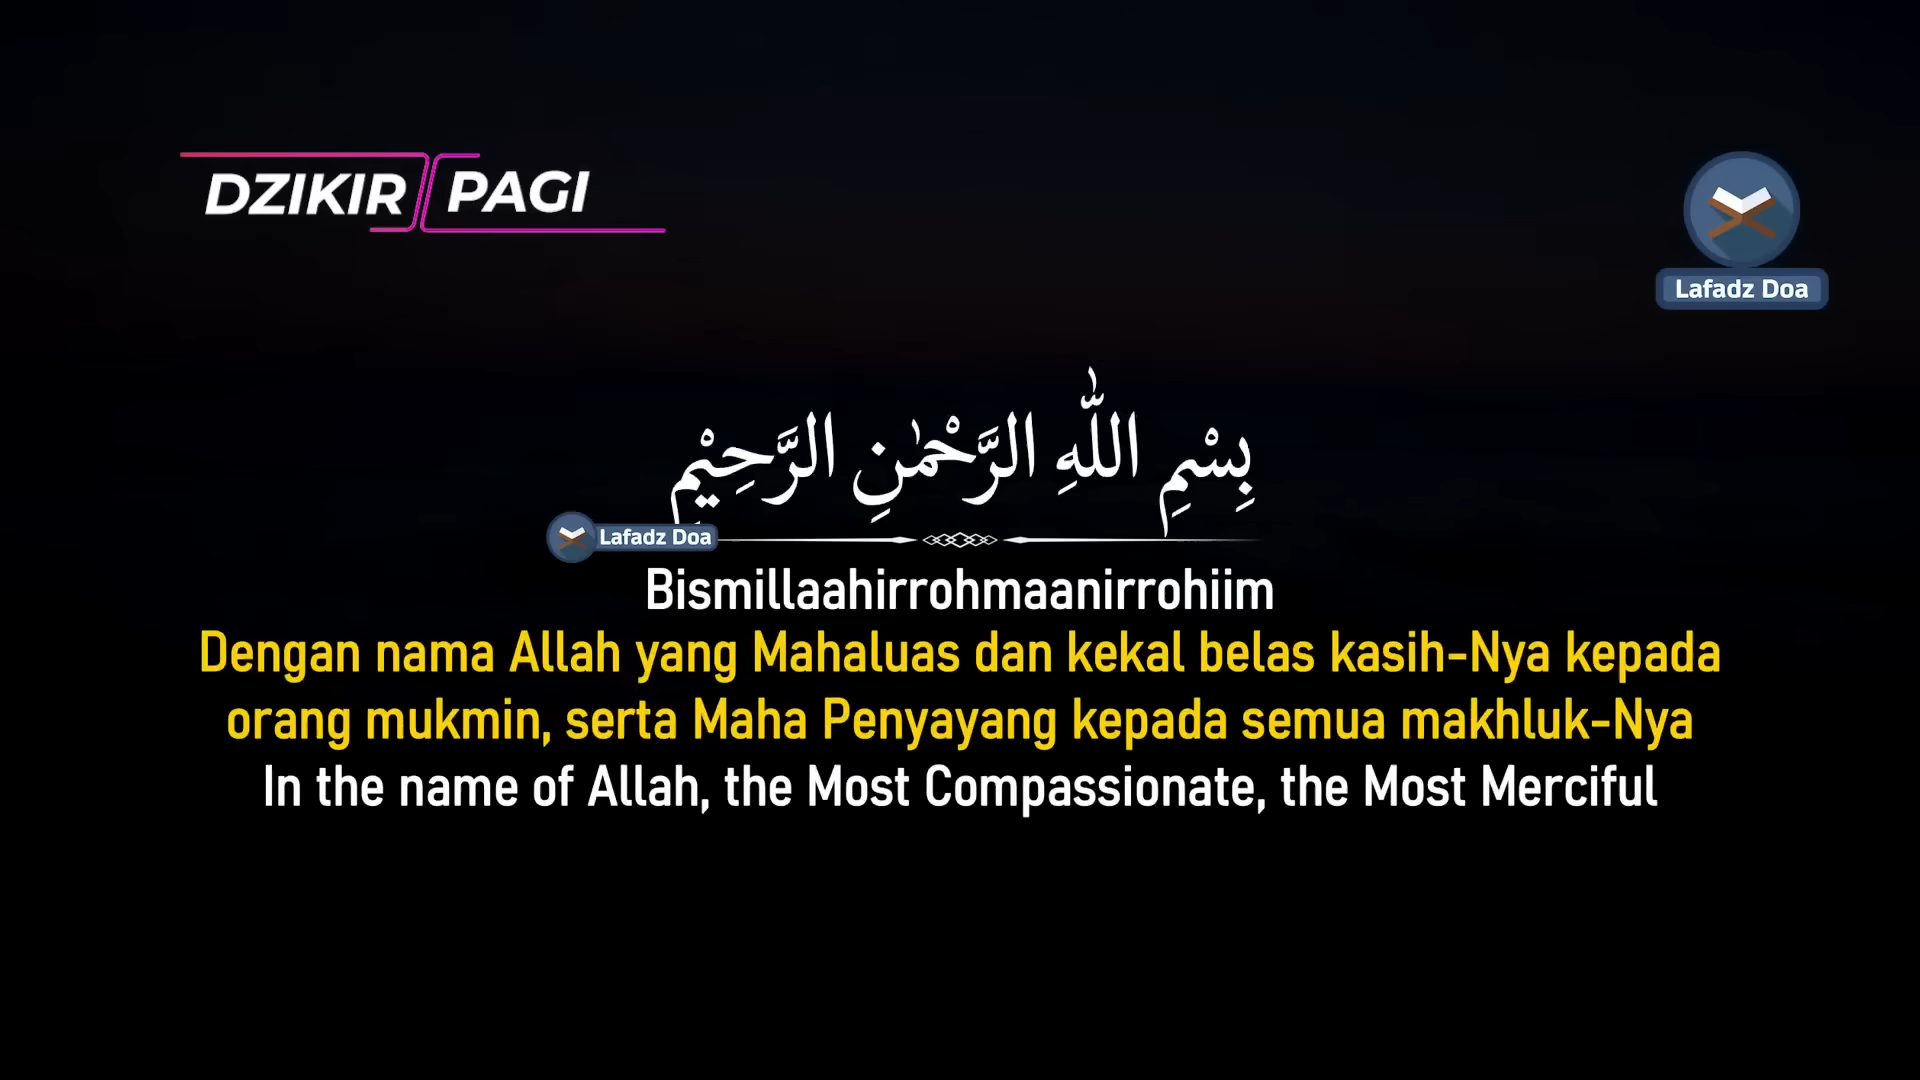 DZIKIR PAGI
Lafadz Doa
بِسْمِ اللّٰهِ الرَّحْمٰنِ الرَّحِيْمِ
Lafadz Doa
Bismillaahirrohmaanirrohiim
Dengan nama Allah yang Mahaluas dan kekal belas kasih-Nya kepada
orang mukmin, serta Maha Penyayang kepada semua makhluk-Nya
In the name of Allah, the Most Compassionate, the Most Merciful